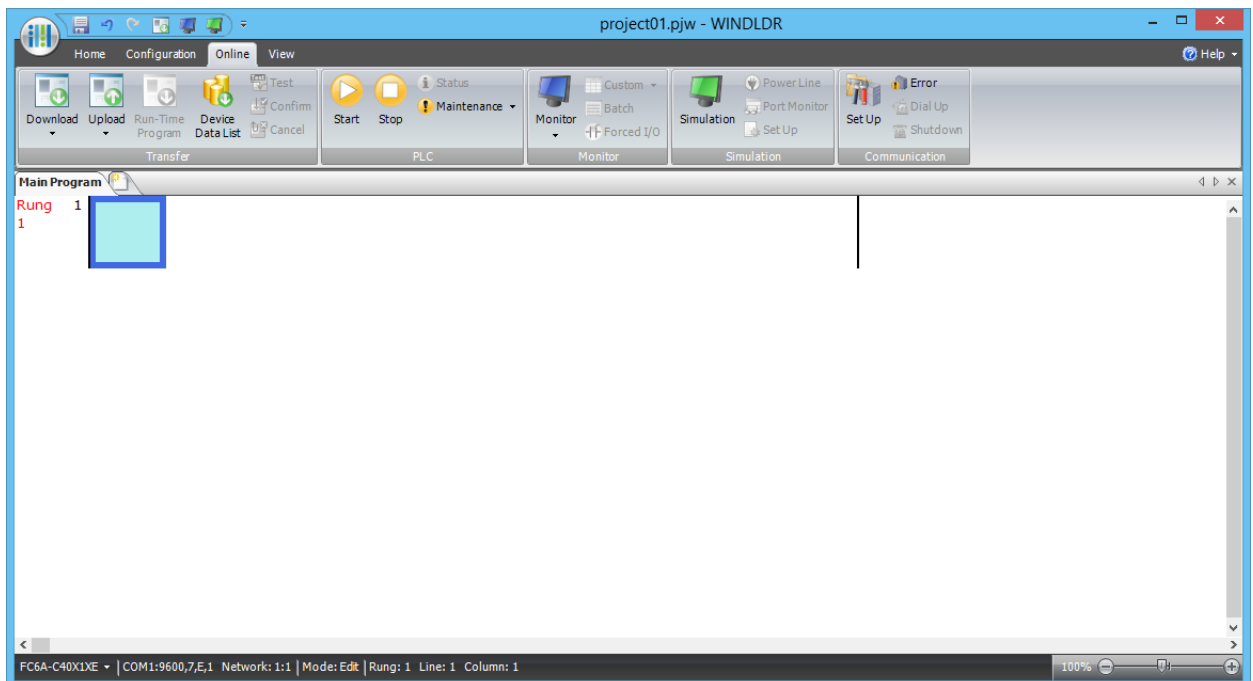 project01.pjw - WINDLDR
Home Configuration Online View Help
Download Upload Run-Time Program Device Data List Test Confirm Cancel
Start Stop Status Maintenance
Monitor Custom Batch Forced I/O
Simulation Power Line Port Monitor Set Up
Set Up Error Dial Up Shutdown
Transfer PLC Monitor Simulation Communication
Main Program
Rung 1
1
FC6A-C40X1XE COM1:9600,7,E,1 Network: 1:1 Mode: Edit Rung: 1 Line: 1 Column: 1 100%